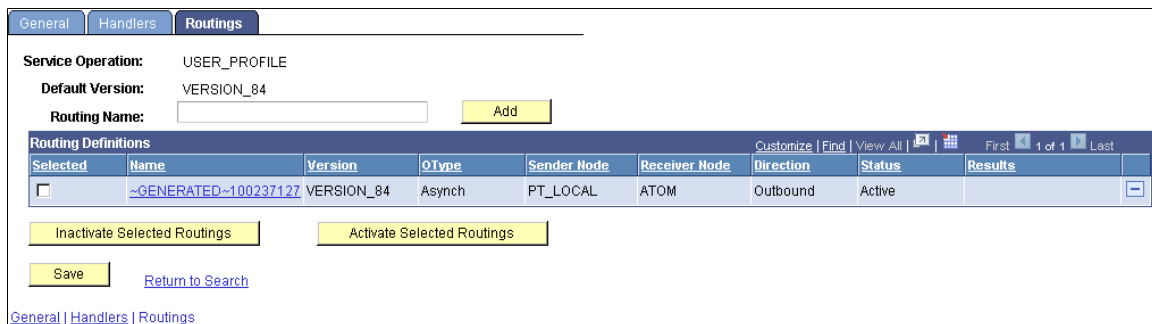 General Handlers Routings
Service Operation: USER_PROFILE
Default Version: VERSION_84
Routing Name: Add
Routing Definitions Customize | Find | View All | | First 1 of 1 Last
Selected Name Version OType Sender Node Receiver Node Direction Status Results
~GENERATED~100237127 VERSION_84 Asynch PT_LOCAL ATOM Outbound Active
Inactivate Selected Routings Activate Selected Routings
Save Return to Search
General | Handlers | Routings